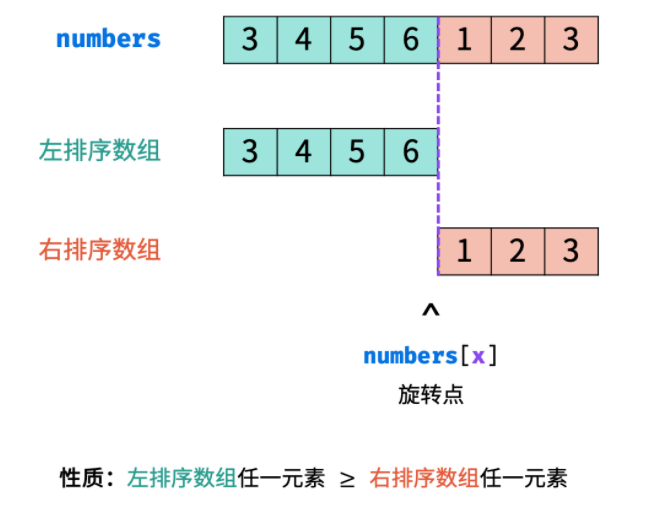 numbers 3 4 5 6 1 2 3
左排序数组 3 4 5 6
右排序数组 1 2 3
^
numbers[x]
旋转点
性质：左排序数组任一元素 ≥ 右排序数组任一元素